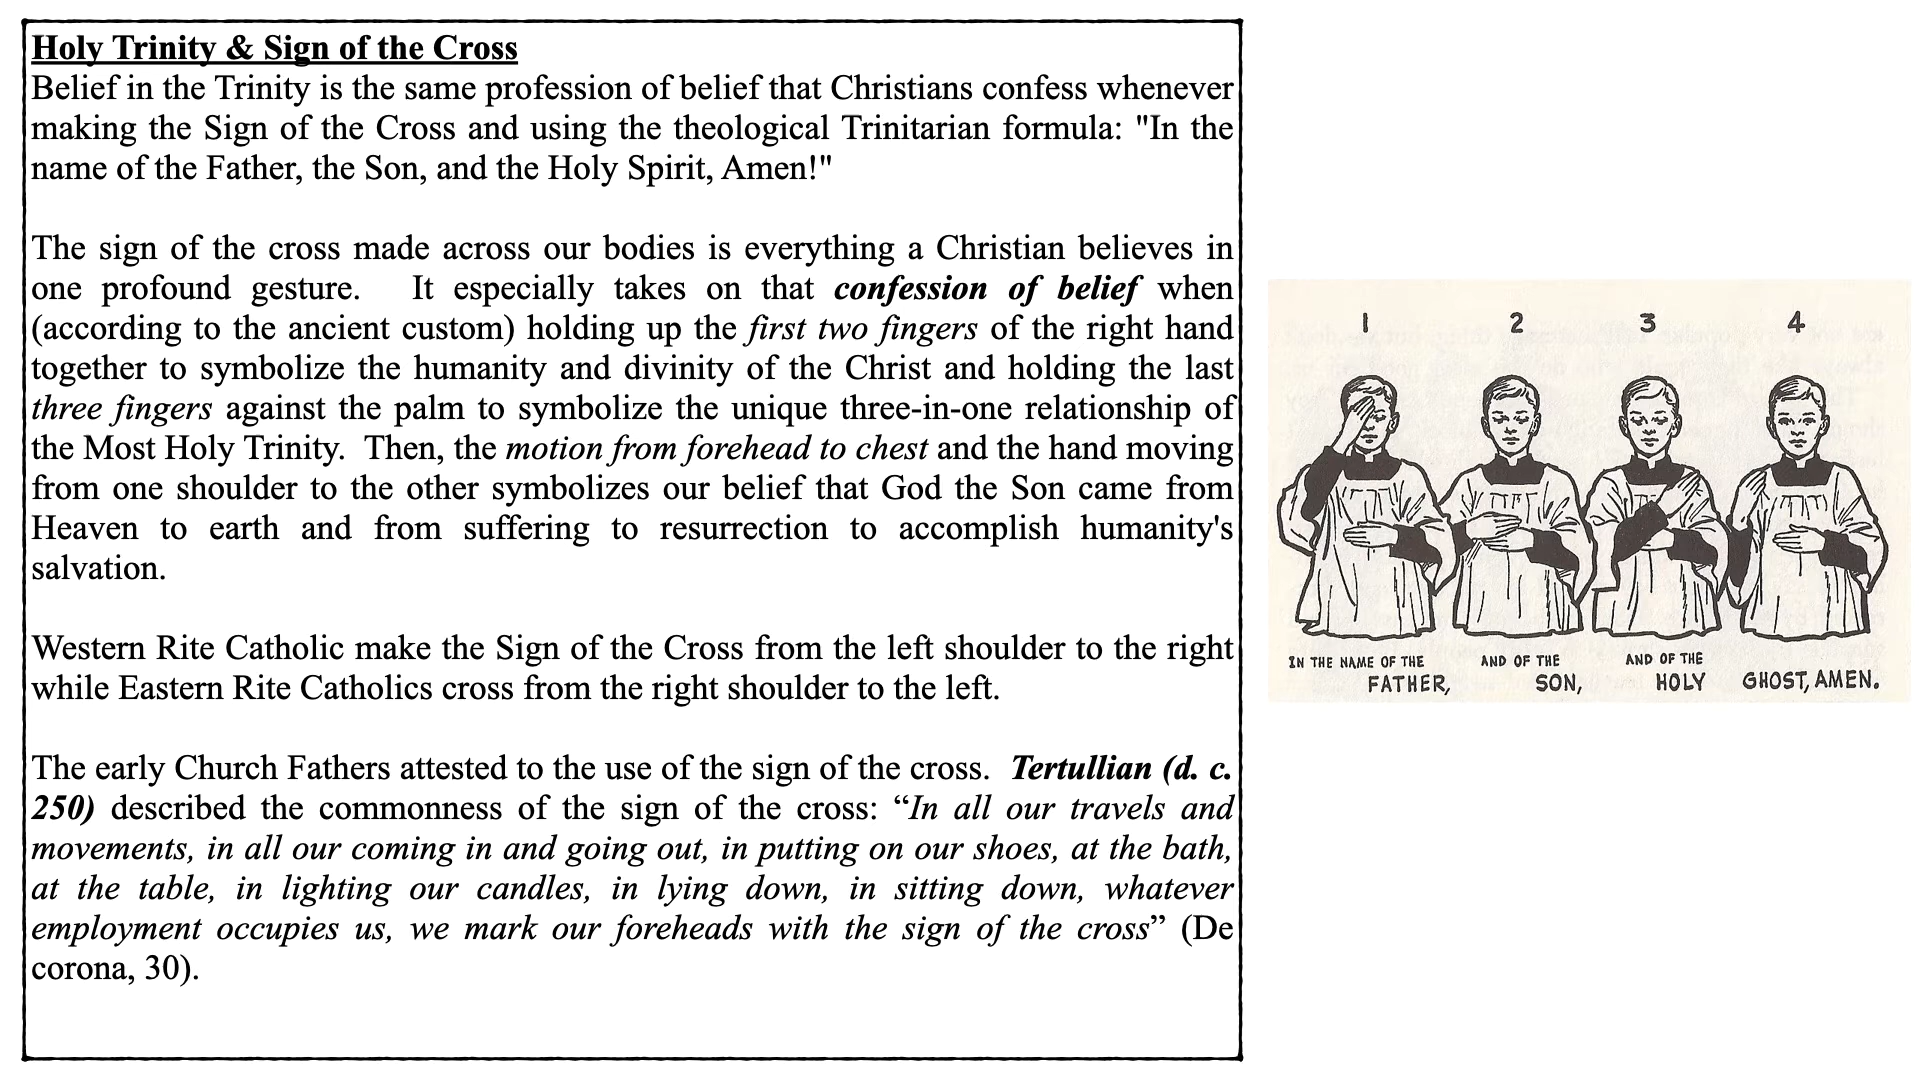 Holy Trinity & Sign of the Cross
Belief in the Trinity is the same profession of belief that Christians confess whenever
making the Sign of the Cross and using the theological Trinitarian formula: "In the
name of the Father, the Son, and the Holy Spirit, Amen!"
The sign of the cross made across our bodies is everything a Christian believes in
one profound gesture. It especially takes on that confession of belief when
(according to the ancient custom) holding up the first two fingers of the right hand
together to symbolize the humanity and divinity of the Christ and holding the last
three fingers against the palm to symbolize the unique three-in-one relationship of
the Most Holy Trinity. Then, the motion from forehead to chest and the hand moving
from one shoulder to the other symbolizes our belief that God the Son came from
Heaven to earth and from suffering to resurrection to accomplish humanity's
salvation.
Western Rite Catholic make the Sign of the Cross from the left shoulder to the right
while Eastern Rite Catholics cross from the right shoulder to the left.
The early Church Fathers attested to the use of the sign of the cross. Tertullian (d. c.
250) described the commonness of the sign of the cross: “In all our travels and
movements, in all our coming in and going out, in putting on our shoes, at the bath,
at the table, in lighting our candles, in lying down, in sitting down, whatever
employment occupies us, we mark our foreheads with the sign of the cross” (De
corona, 30).
1 2 3 4
IN THE NAME OF THE AND OF THE AND OF THE
FATHER, SON, HOLY GHOST, AMEN.